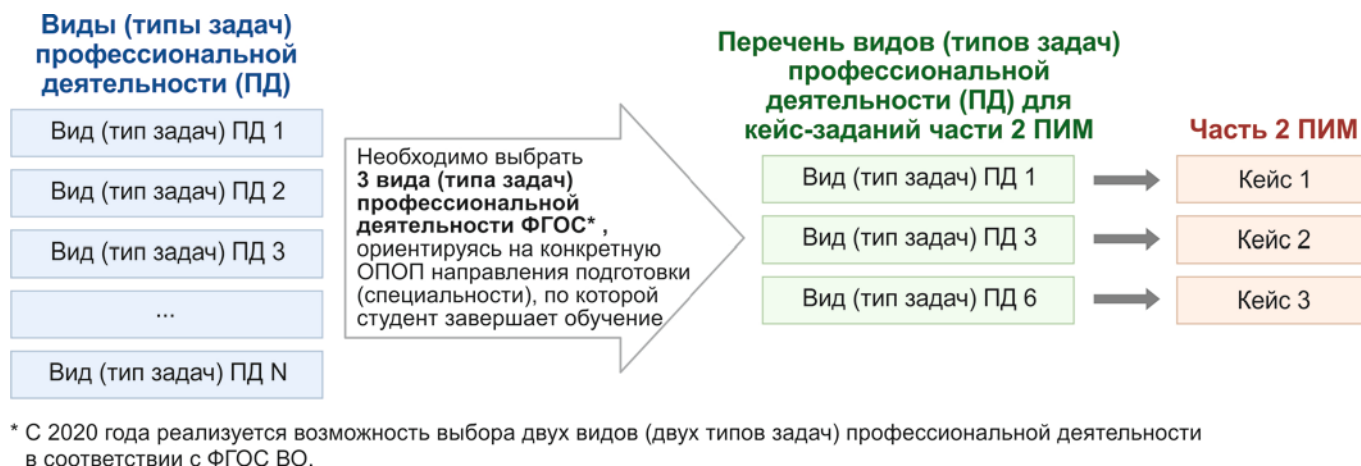 Виды (типы задач)
профессиональной
деятельности (ПД)
Вид (тип задач) ПД 1
Вид (тип задач) ПД 2
Вид (тип задач) ПД 3
...
Вид (тип задач) ПД N
Необходимо выбрать
3 вида (типа задач)
профессиональной
деятельности ФГОС* ,
ориентируясь на конкретную
ОПОП направления подготовки
(специальности), по которой
студент завершает обучение
Перечень видов (типов задач)
профессиональной
деятельности (ПД) для
кейс-заданий части 2 ПИМ
Вид (тип задач) ПД 1
Вид (тип задач) ПД 3
Вид (тип задач) ПД 6
Часть 2 ПИМ
Кейс 1
Кейс 2
Кейс 3
* С 2020 года реализуется возможность выбора двух видов (двух типов задач) профессиональной деятельности
в соответствии с ФГОС ВО.